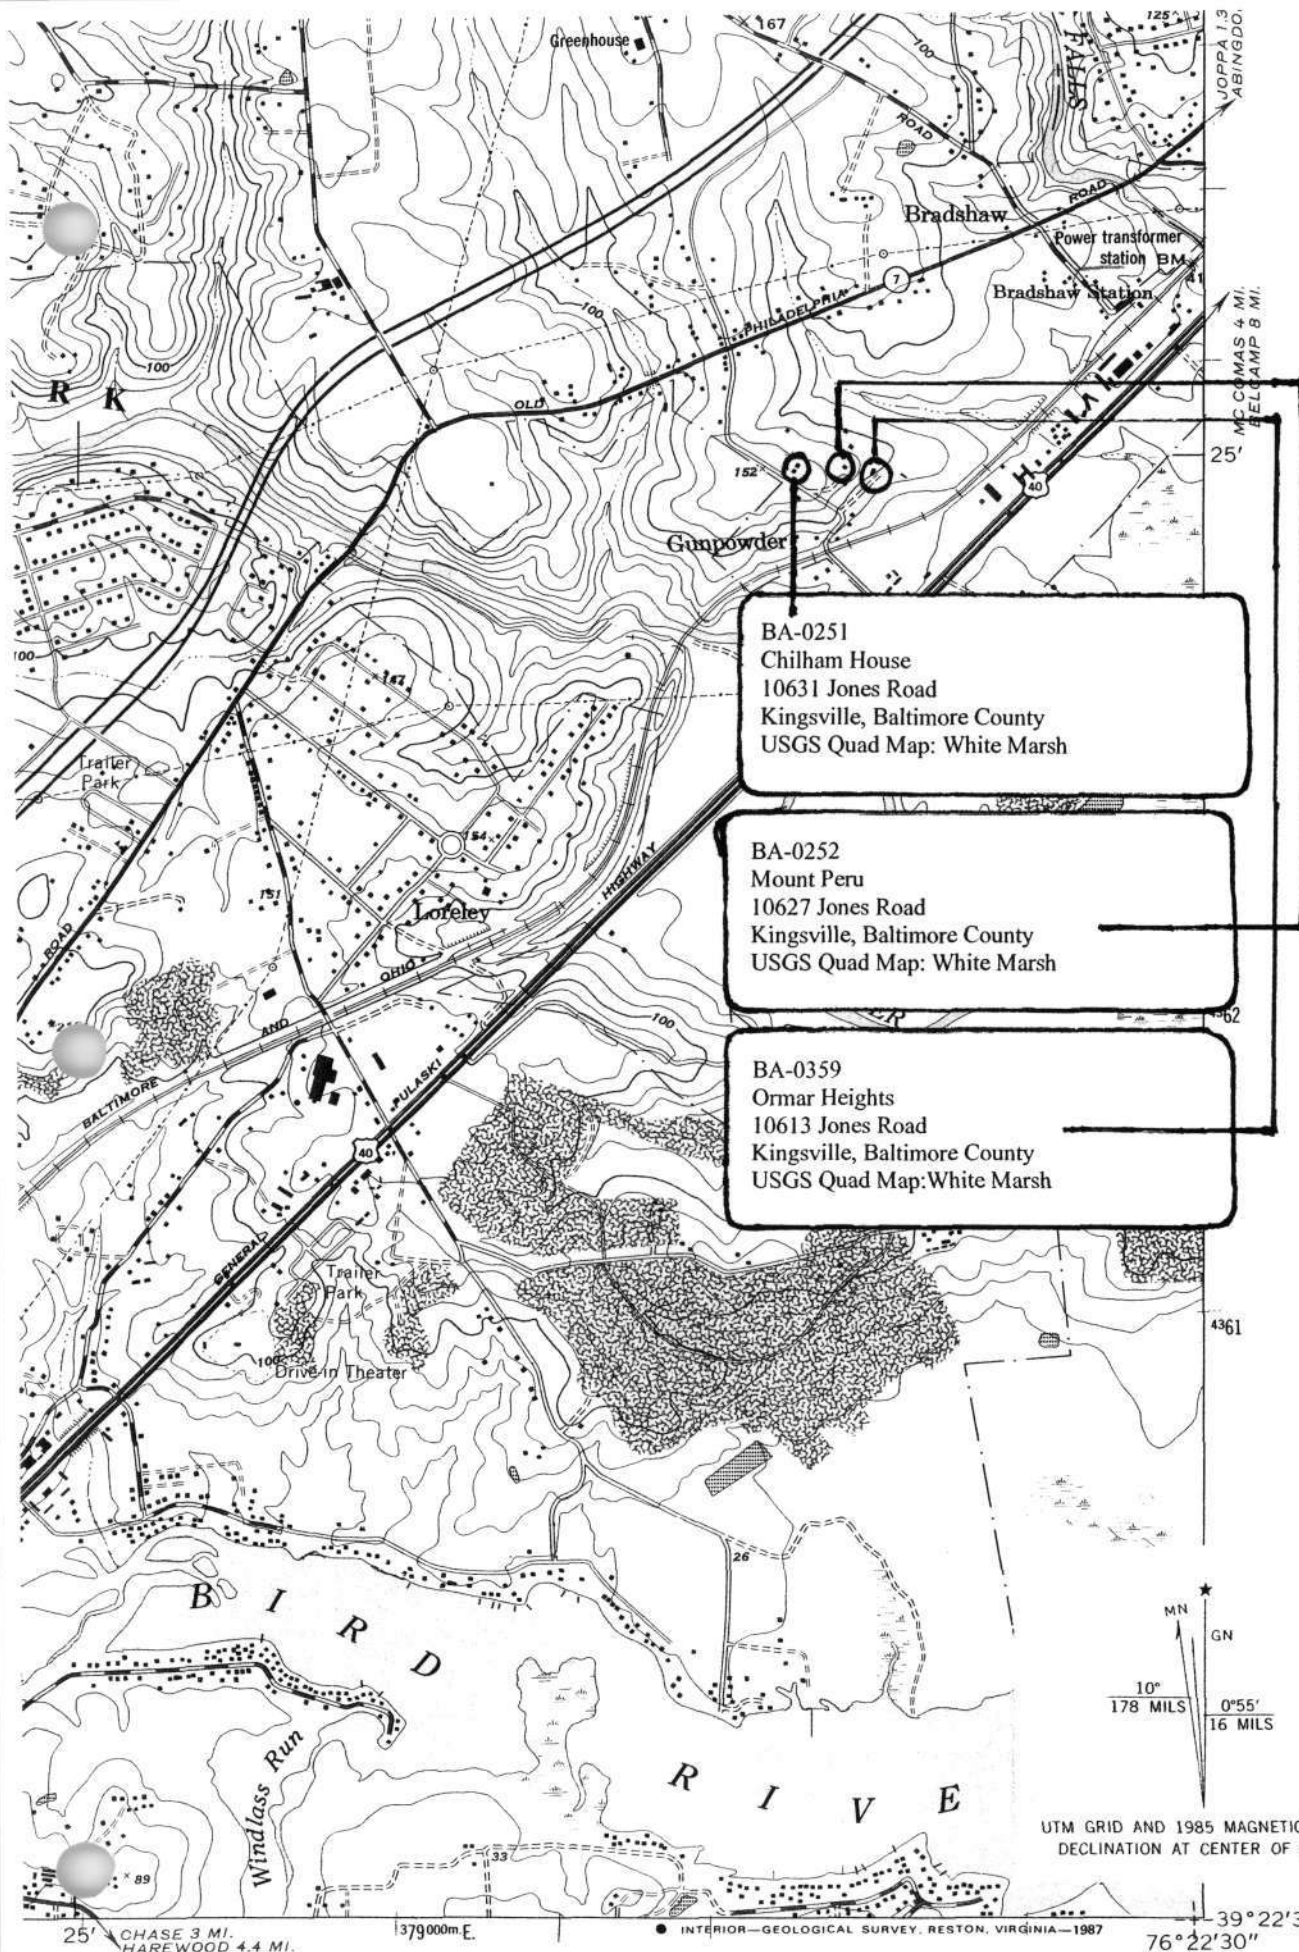 167
125
Greenhouse
100
FALLS
JOPPA 1.3
ABINGDO
ROAD
ROAD
Bradshaw
Power transformer
station BM
41
7
Bradshaw Station
100
PHILADELPHIA
MC COMAS 4 MI.
BELCAMP 8 MI.
100
R K
OLD
152
25'
40
Gunpowder
BA-0251
Chilham House
10631 Jones Road
Kingsville, Baltimore County
USGS Quad Map: White Marsh
100
147
Trailer
Park
154
HIGHWAY
BA-0252
Mount Peru
10627 Jones Road
Kingsville, Baltimore County
USGS Quad Map: White Marsh
151
Loreley
ROAD
OHIO
AND
100
ER
4362
BALTIMORE
PULASKI
BA-0359
Ormar Heights
10613 Jones Road
Kingsville, Baltimore County
USGS Quad Map:White Marsh
40
GENERAL
Trailer
Park
4361
100
Drive-in Theater
26
B I R D
MN
GN
10°
178 MILS
0°55'
16 MILS
Windlass Run
R I V E
UTM GRID AND 1985 MAGNETIC
DECLINATION AT CENTER OF
33
89
25'
CHASE 3 MI.
HAREWOOD 4.4 MI.
379000m.E.
INTERIOR—GEOLOGICAL SURVEY, RESTON, VIRGINIA—1987
39°22'3
76°22'30"